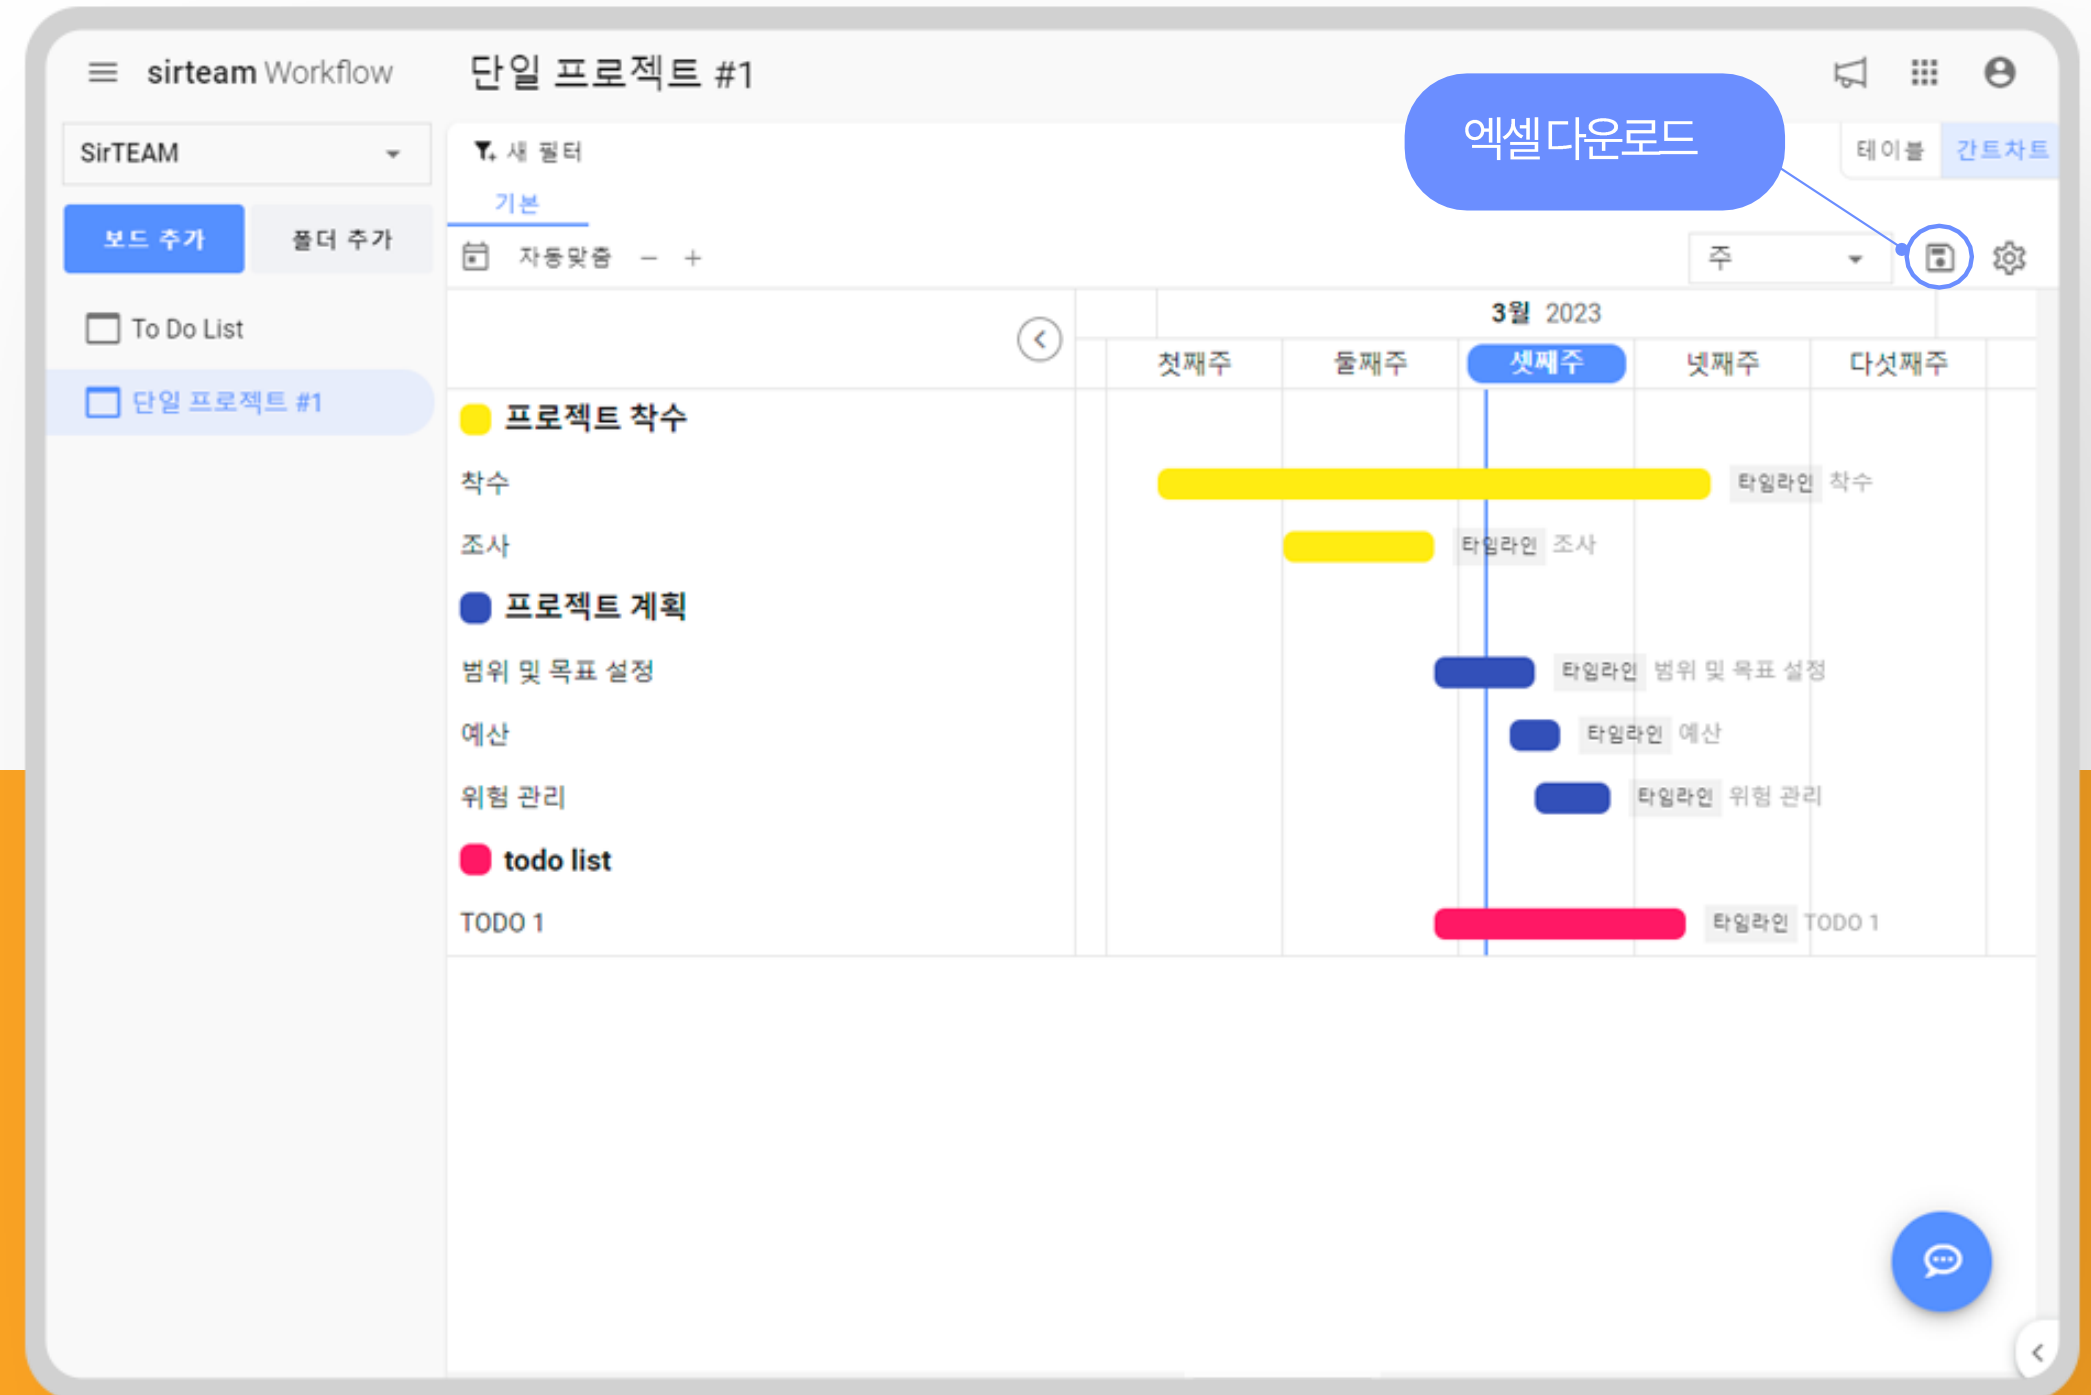 sirteam Workflow
단일 프로젝트 #1
엑셀 다운로드
SirTEAM
새 필터
테이블
간트차트
기본
보드 추가
폴더 추가
자동맞춤
주
To Do List
단일 프로젝트 #1
3월 2023
첫째주 둘째주 셋째주 넷째주 다섯째주
프로젝트 착수
착수
타임라인 착수
조사
타임라인 조사
프로젝트 계획
범위 및 목표 설정
타임라인 범위 및 목표 설정
예산
타임라인 예산
위험 관리
타임라인 위험 관리
todo list
TODO 1
타임라인 TODO 1